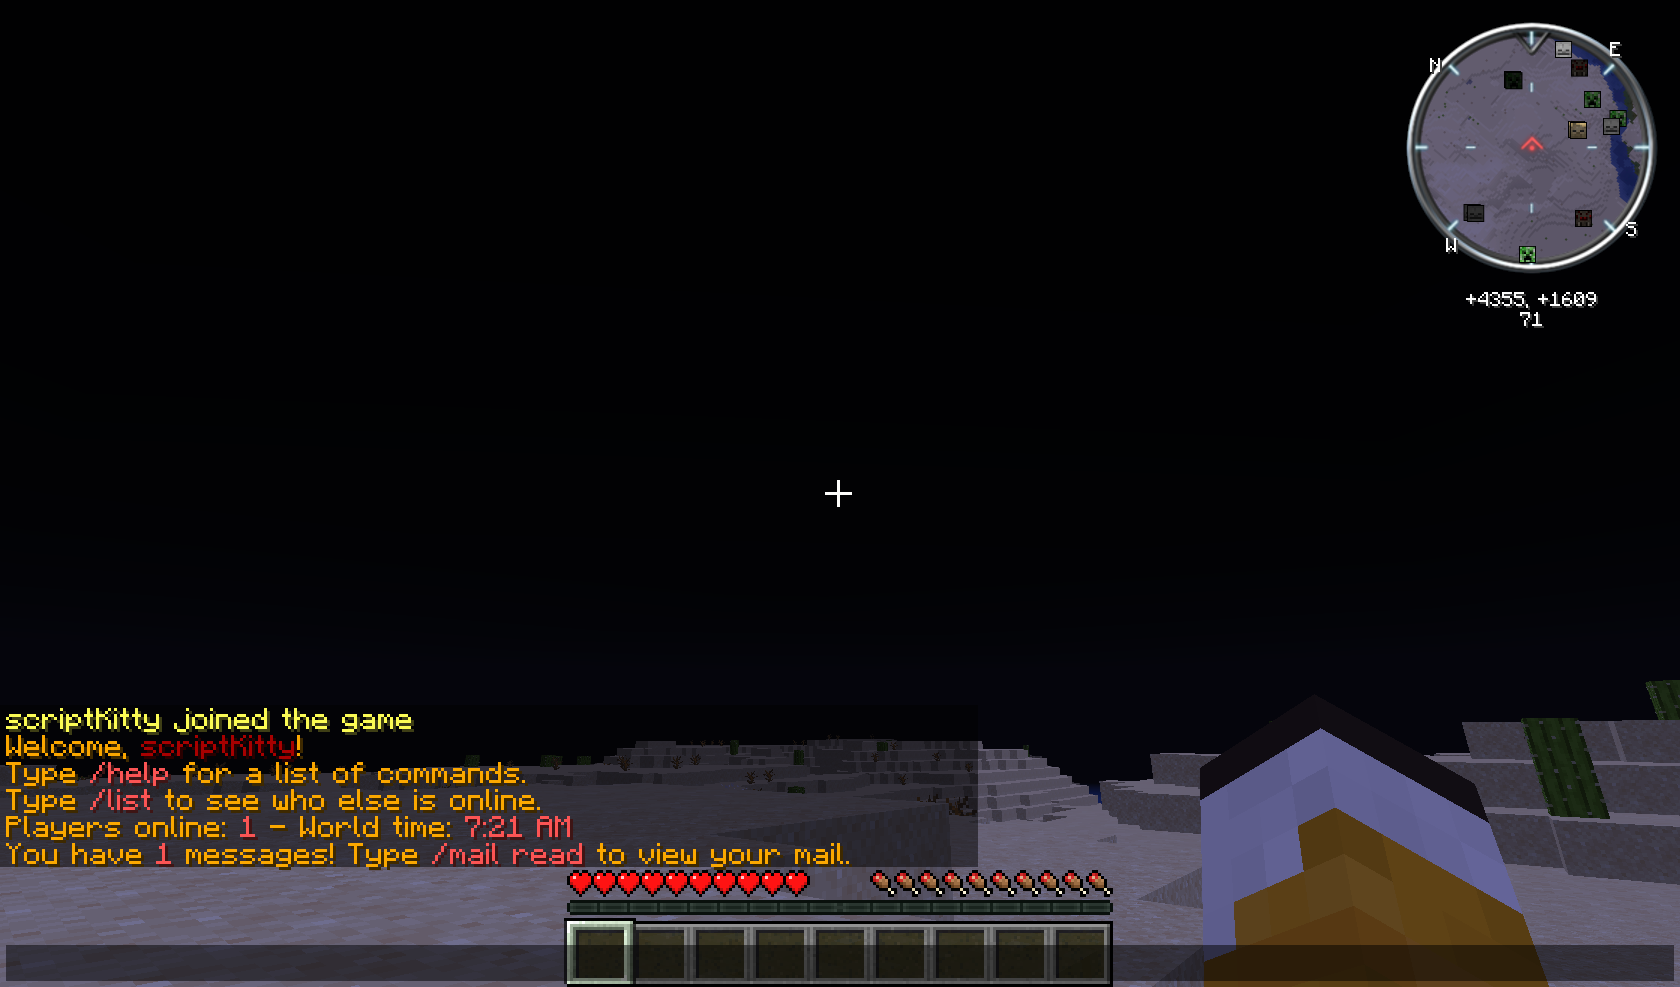 N
E
W
S
+4355, +1609
71
scriptKitty joined the game
Welcome, scriptKitty!
Type /help for a list of commands.
Type /list to see who else is online.
Players online: 1 - World time: 7:21 AM
You have 1 messages! Type /mail read to view your mail.